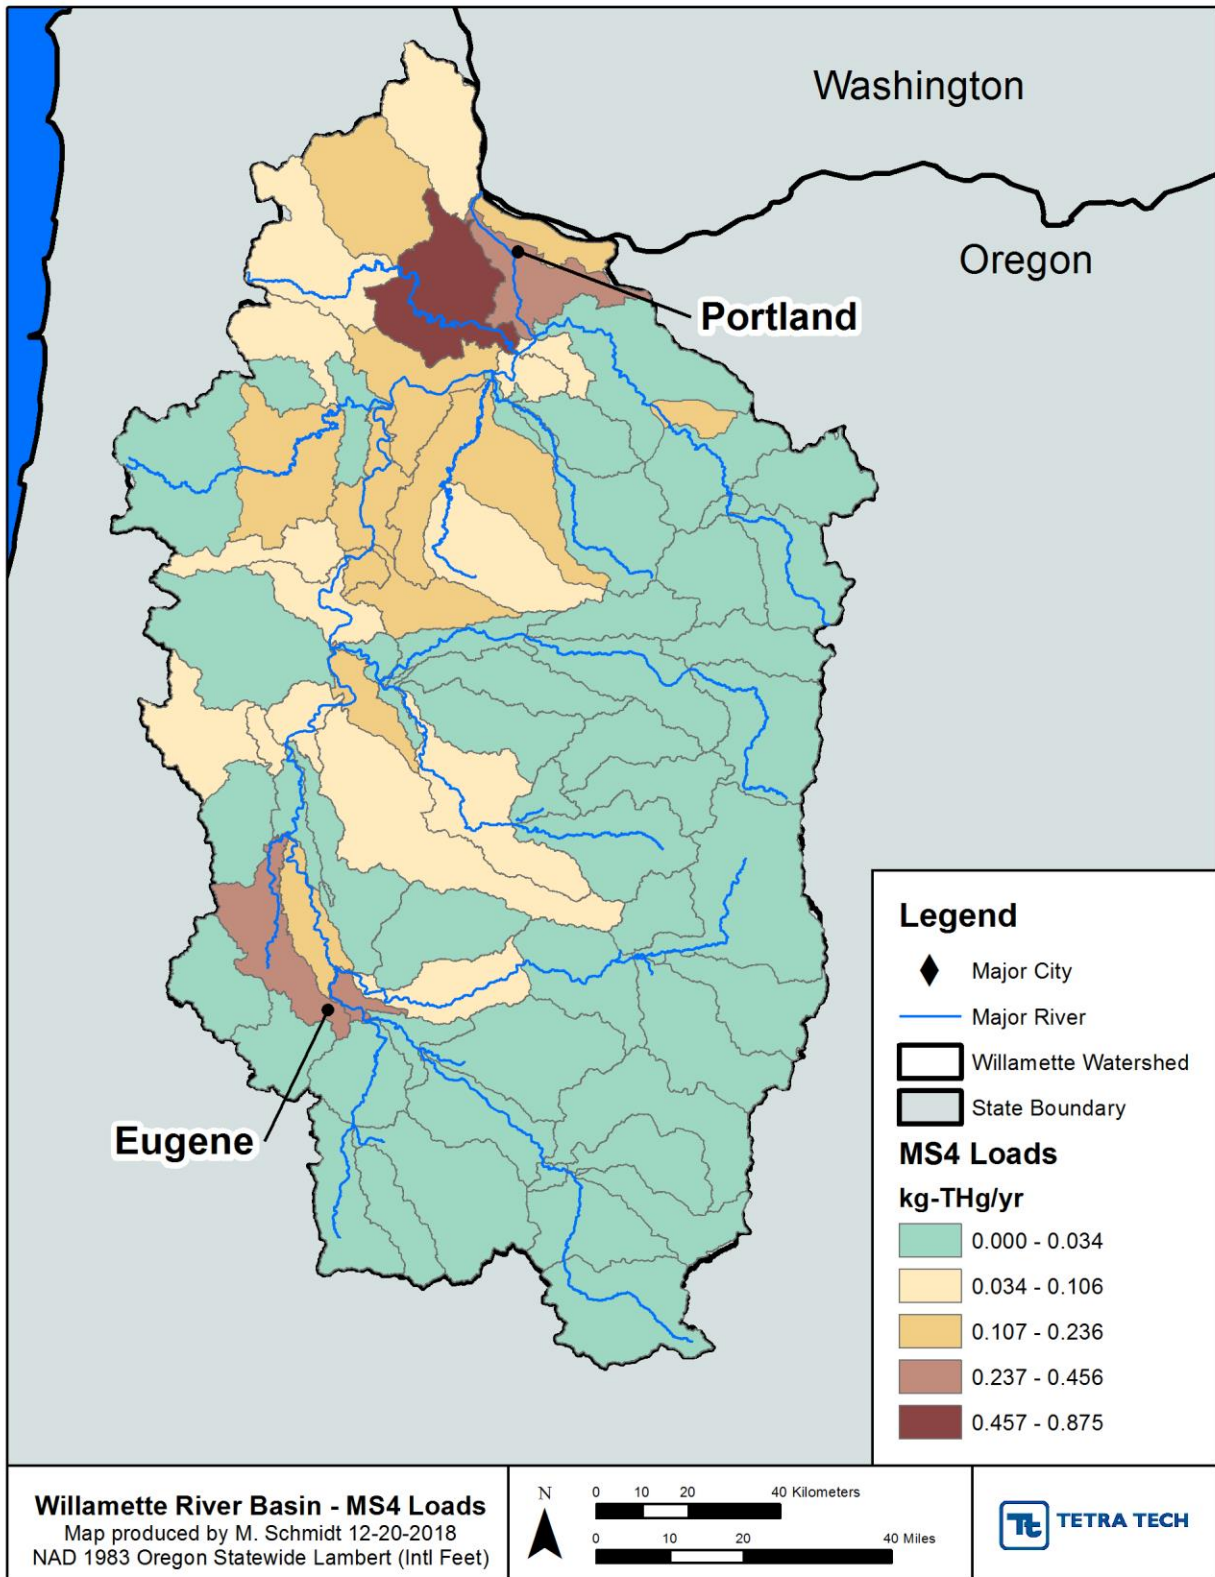 Washington
Oregon
Portland
Eugene
Legend
Major City
Major River
Willamette Watershed
State Boundary
MS4 Loads
kg-THg/yr
0.000 - 0.034
0.034 - 0.106
0.107 - 0.236
0.237 - 0.456
0.457 - 0.875
Willamette River Basin - MS4 Loads
Map produced by M. Schmidt 12-20-2018
NAD 1983 Oregon Statewide Lambert (Intl Feet)
N
0 10 20 40 Kilometers
0 10 20 40 Miles
Tt TETRA TECH